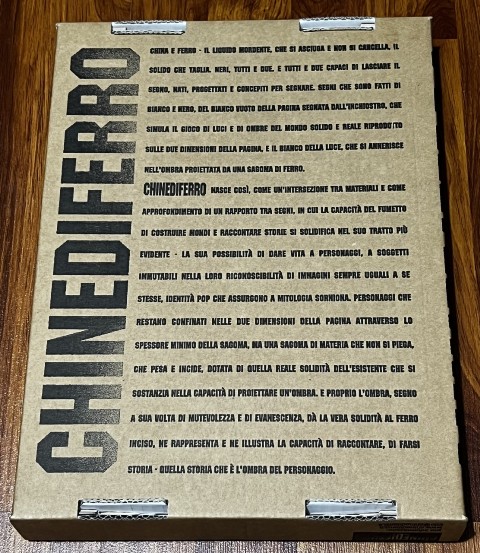 CHINEDIFERRO
CHINA E FERRO - IL LIQUIDO MORDENTE, CHE SI ASCIUGA E NON SI CANCELLA. IL
SOLIDO CHE TAGLIA. NERI, TUTTI E DUE. E TUTTI E DUE CAPACI DI LASCIARE IL
SEGNO, NATI, PROGETTATI E CONCEPITI PER SEGNARE. SEGNI CHE SONO FATTI DI
BIANCO E NERO, DEL BIANCO VUOTO DELLA PAGINA SEGNATA DALL'INCHIOSTRO, CHE
SIMULA IL GIOCO DI LUCI E DI OMBRE DEL MONDO SOLIDO E REALE RIPRODOTTO
SULLE DUE DIMENSIONI DELLA PAGINA, E IL BIANCO DELLA LUCE, CHE SI ANNERISCE
NELL'OMBRA PROIETTATA DA UNA SAGOMA DI FERRO.
CHINEDIFERRO NASCE COSÌ, COME UN'INTERSEZIONE TRA MATERIALI E COME
APPROFONDIMENTO DI UN RAPPORTO TRA SEGNI, IN CUI LA CAPACITÀ DEL FUMETTO
DI COSTRUIRE MONDI E RACCONTARE STORIE SI SOLIDIFICA NEL SUO TRATTO PIÙ
EVIDENTE - LA SUA POSSIBILITÀ DI DARE VITA A PERSONAGGI, A SOGGETTI
IMMUTABILI NELLA LORO RICONOSCIBILITÀ DI IMMAGINI SEMPRE UGUALI A SE
STESSE, IDENTITÀ POP CHE ASSURGONO A MITOLOGIA SORNIONA. PERSONAGGI CHE
RESTANO CONFINATI NELLE DUE DIMENSIONI DELLA PAGINA ATTRAVERSO LO
SPESSORE MINIMO DELLA SAGOMA, MA UNA SAGOMA DI MATERIA CHE NON SI PIEGA,
CHE PESA E INCIDE, DOTATA DI QUELLA REALE SOLIDITÀ DELL'ESISTENTE CHE SI
SOSTANZIA NELLA CAPACITÀ DI PROIETTARE UN'OMBRA. E PROPRIO L'OMBRA, SEGNO
A SUA VOLTA DI MUTEVOLEZZA E DI EVANESCENZA, DÀ LA VERA SOLIDITÀ AL FERRO
INCISO, NE RAPPRESENTA E NE ILLUSTRA LA CAPACITÀ DI RACCONTARE, DI FARSI
STORIA - QUELLA STORIA CHE È L'OMBRA DEL PERSONAGGIO.